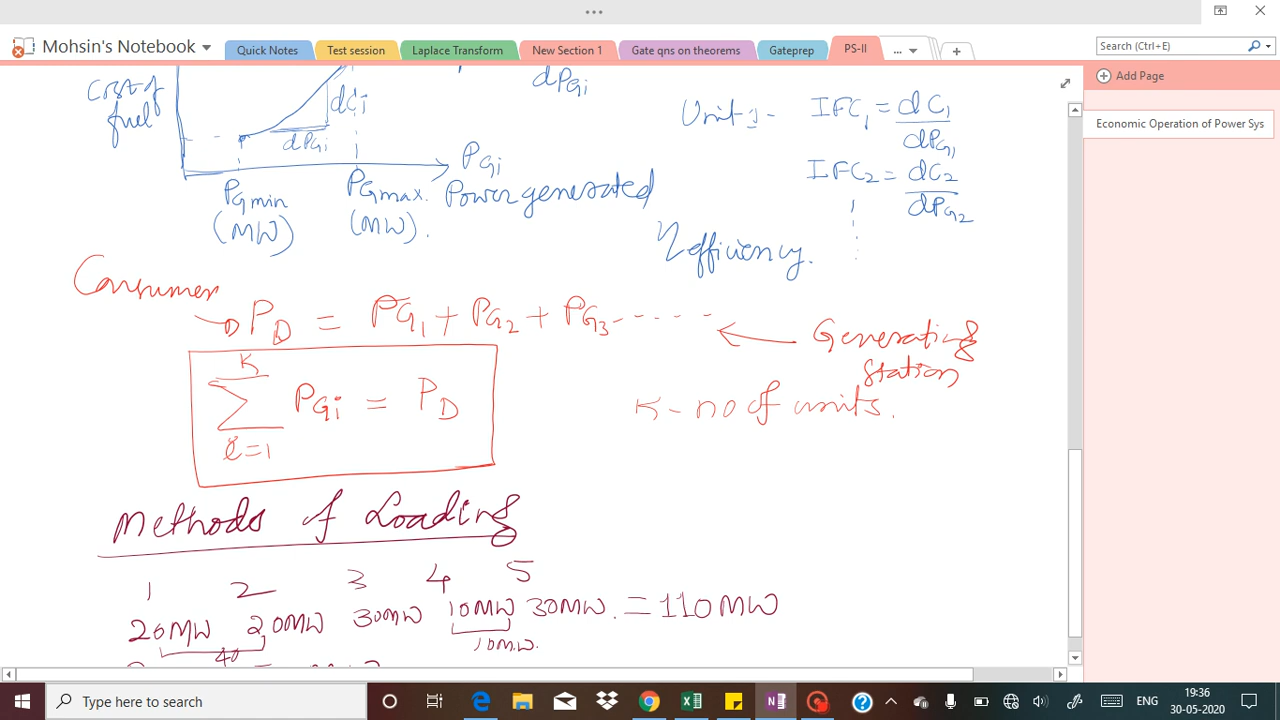 Mohsin's Notebook
Quick Notes
Test session
Laplace Transform
New Section 1
Gate qns on theorems
Gateprep
PS-II
...
Search (Ctrl+E)
Add Page
Economic Operation of Power Sys
Cost of
fuel
dCi
dPGi
dPGi
PGi
PGmin
(MW)
PGmax.
(MW).
Power generated
Unit 1-
IFC1 = dC1
dPG1
IFC2 = dC2
dPG2
η efficiency.
Consumer
PD = PG1 + PG2 + PG3 ------
Generating
Station
K
∑ PGi = PD
i=1
K - no of units.
Methods of Loading
1 2 3 4 5
20MW 20MW 30MW 10MW 30MW. = 110MW
40
10MW.
Type here to search
ENG
19:36
30-05-2020